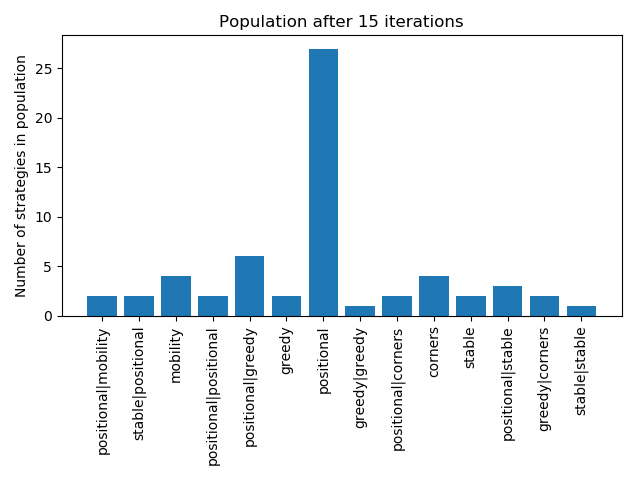 Population after 15 iterations
Number of strategies in population
25
20
15
10
5
0
positional|mobility
stable|positional
mobility
positional|positional
positional|greedy
greedy
positional
greedy|greedy
positional|corners
corners
stable
positional|stable
greedy|corners
stable|stable